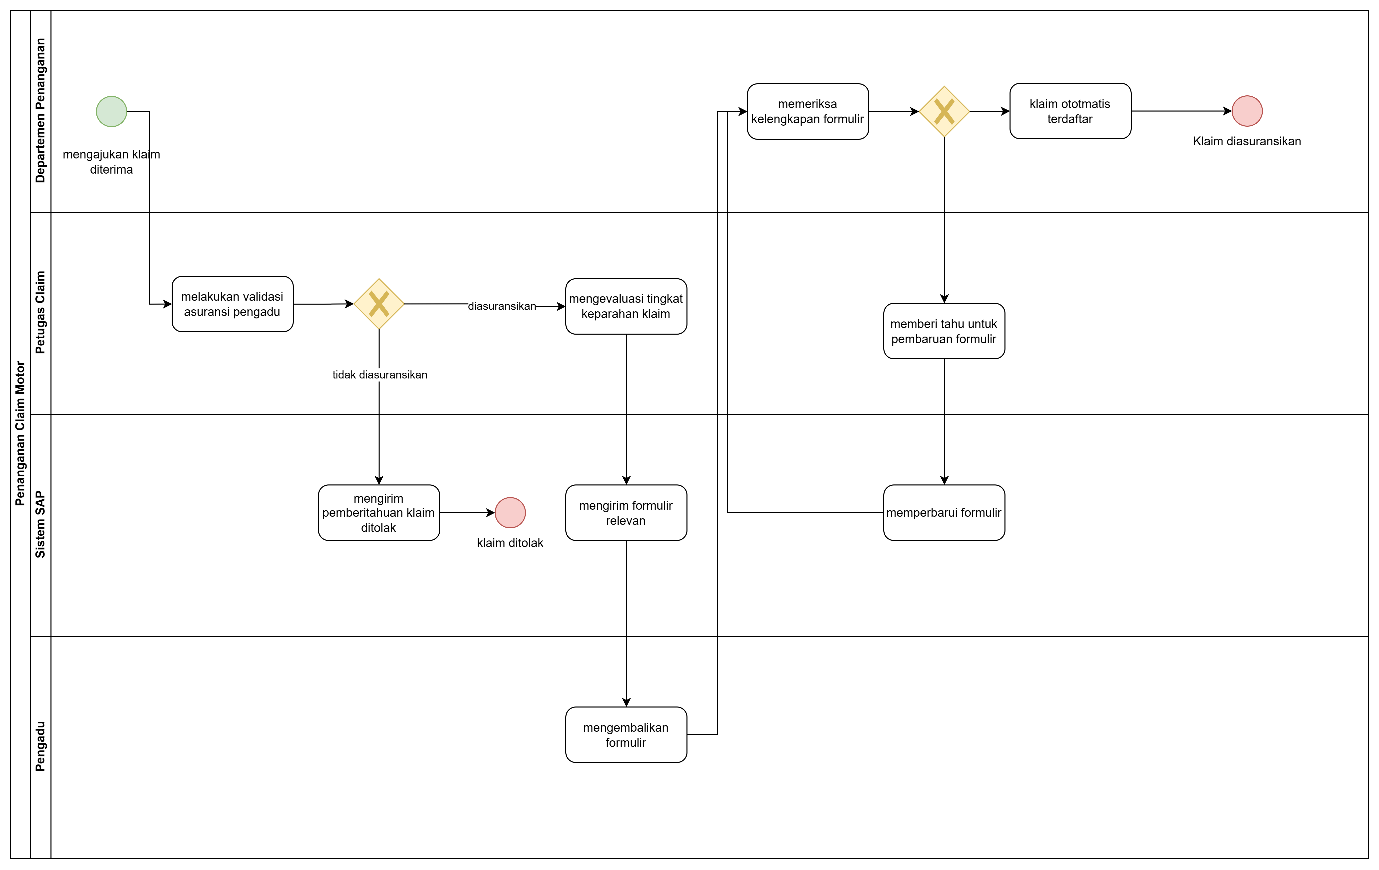 Penanganan Claim Motor
Departemen Penanganan
mengajukan klaim
diterima
memeriksa
kelengkapan formulir
klaim ototmatis
terdaftar
Klaim diasuransikan
Petugas Claim
melakukan validasi
asuransi pengadu
diasuransikan
tidak diasuransikan
mengevaluasi tingkat
keparahan klaim
memberi tahu untuk
pembaruan formulir
Sistem SAP
mengirim
pemberitahuan klaim
ditolak
klaim ditolak
mengirim formulir
relevan
memperbarui formulir
Pengadu
mengembalikan
formulir